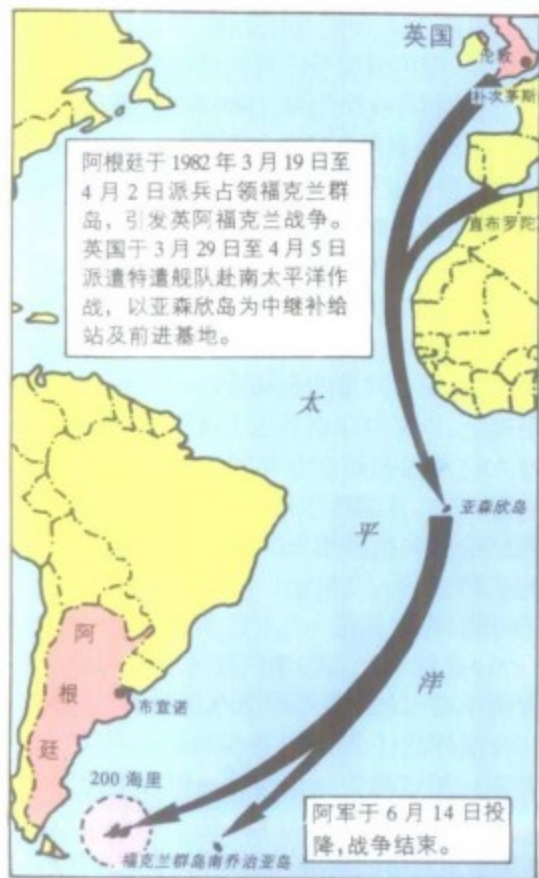 英国
伦敦
朴次茅斯
直布罗陀
阿根廷于1982年3月19日至
4月2日派兵占领福克兰群
岛，引发英阿福克兰战争。
英国于3月29日至4月5日
派遣特遣舰队赴南太平洋作
战，以亚森欣岛为中继补给
站及前进基地。
太
亚森欣岛
平
洋
阿
根
廷
布宜诺
200海里
福克兰群岛南乔治亚岛
阿军于6月14日投
降，战争结束。